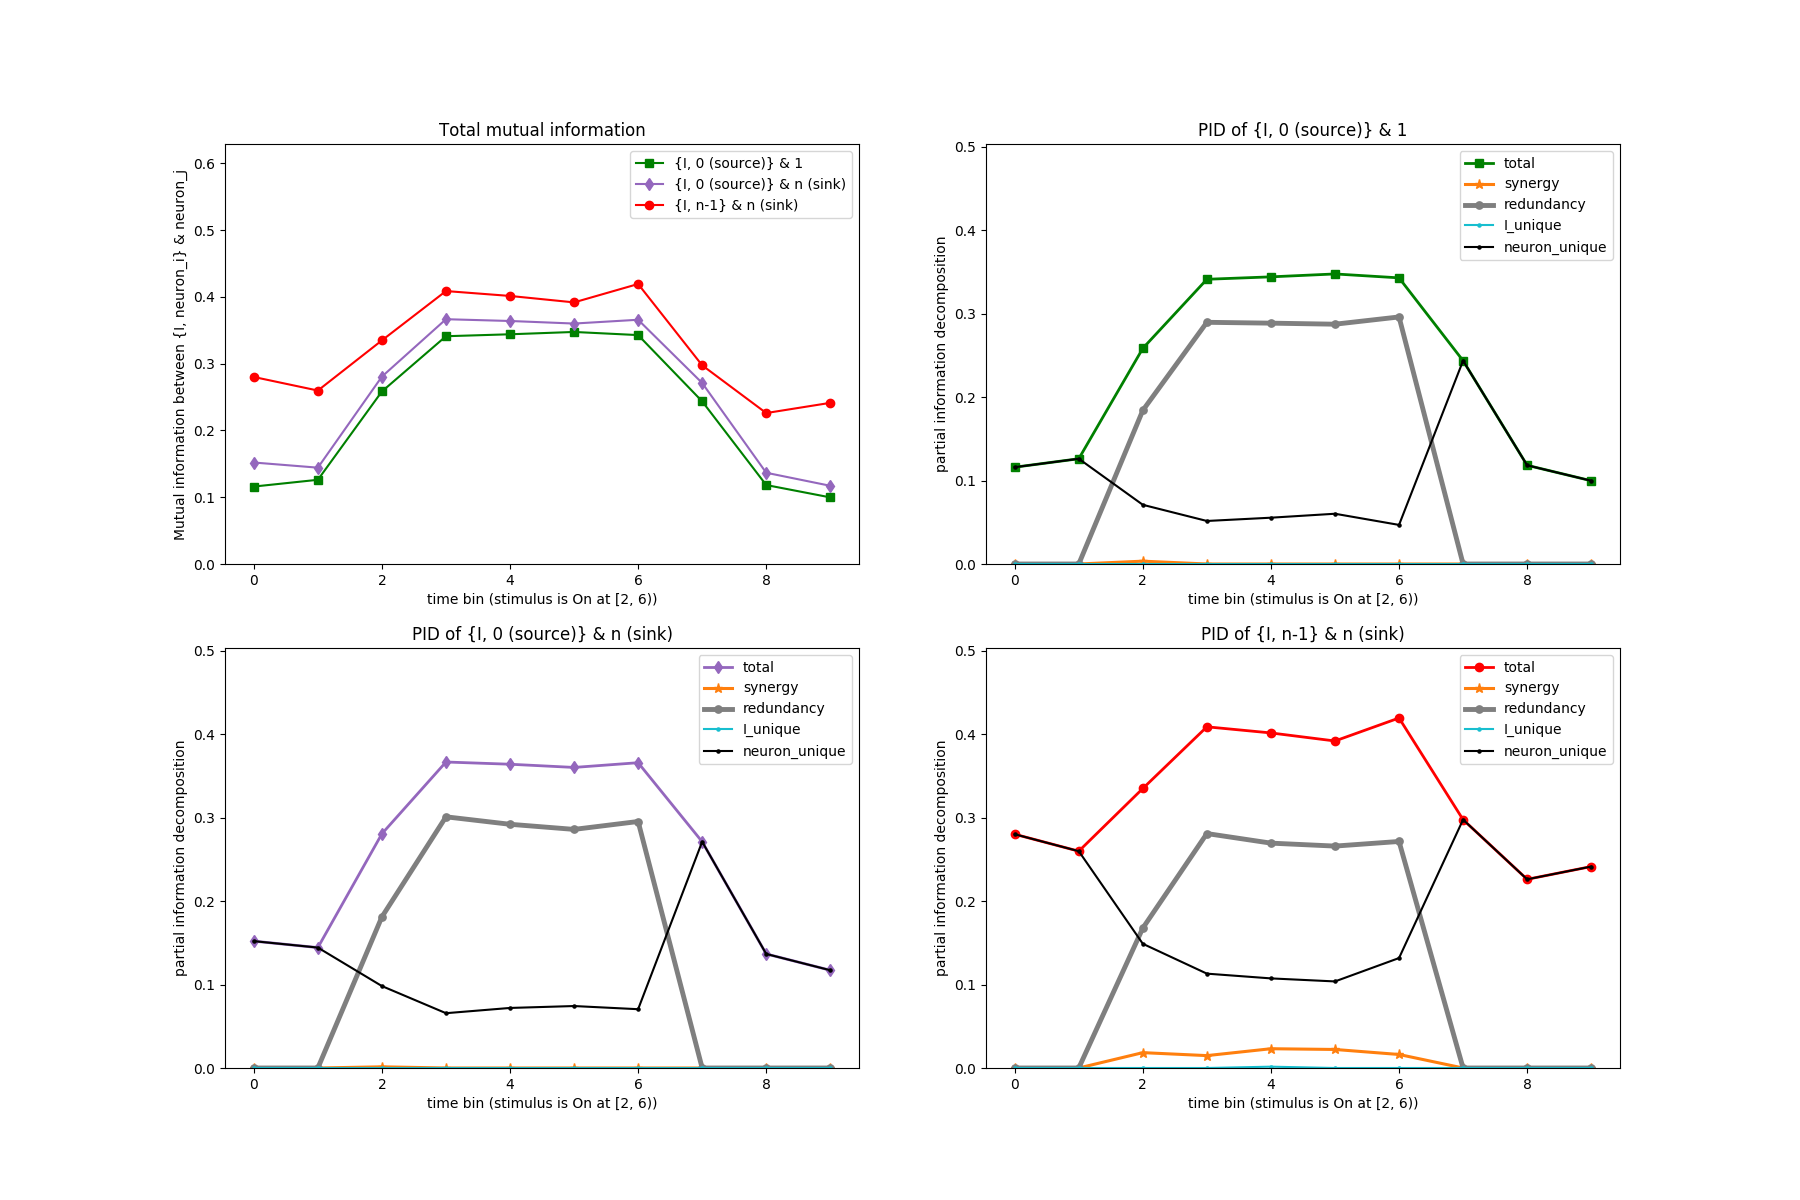 Total mutual information
Mutual information between {I, neuron_i} & neuron_j
0.6
0.5
0.4
0.3
0.2
0.1
0.0
{I, 0 (source)} & 1
{I, 0 (source)} & n (sink)
{I, n-1} & n (sink)
0 2 4 6 8
time bin (stimulus is On at [2, 6))
PID of {I, 0 (source)} & 1
partial information decomposition
0.5
0.4
0.3
0.2
0.1
0.0
total
synergy
redundancy
I_unique
neuron_unique
0 2 4 6 8
time bin (stimulus is On at [2, 6))
PID of {I, 0 (source)} & n (sink)
partial information decomposition
0.5
0.4
0.3
0.2
0.1
0.0
total
synergy
redundancy
I_unique
neuron_unique
0 2 4 6 8
time bin (stimulus is On at [2, 6))
PID of {I, n-1} & n (sink)
partial information decomposition
0.5
0.4
0.3
0.2
0.1
0.0
total
synergy
redundancy
I_unique
neuron_unique
0 2 4 6 8
time bin (stimulus is On at [2, 6))